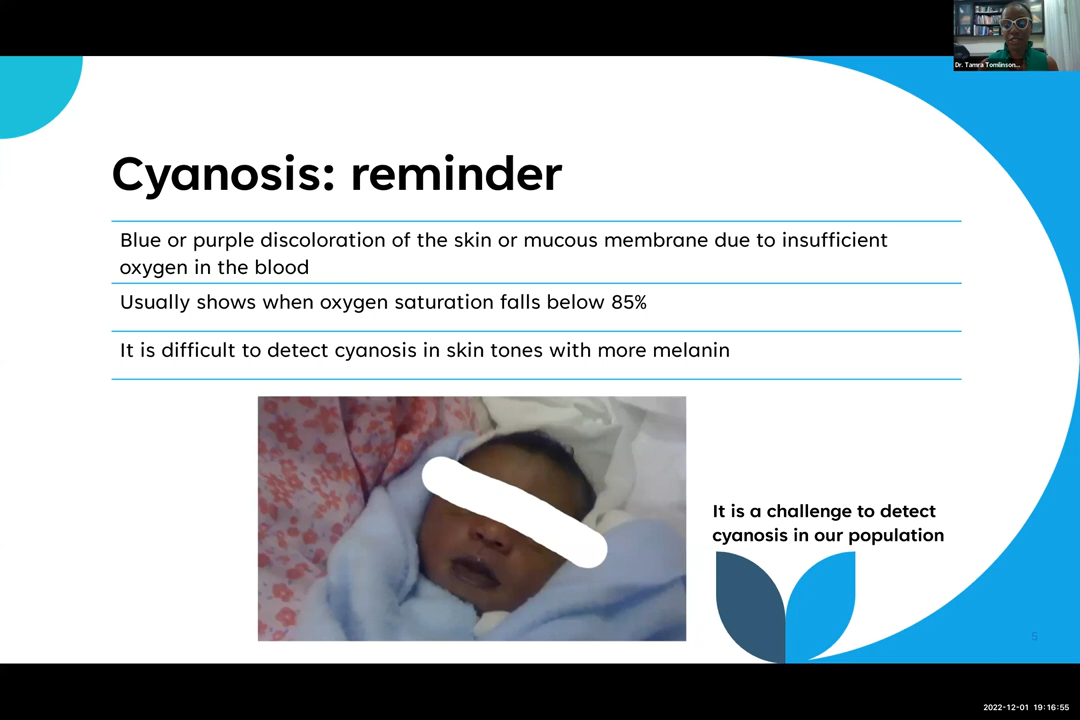 Dr. Tamra Tomlinson...
Cyanosis: reminder
Blue or purple discoloration of the skin or mucous membrane due to insufficient
oxygen in the blood
Usually shows when oxygen saturation falls below 85%
It is difficult to detect cyanosis in skin tones with more melanin
It is a challenge to detect
cyanosis in our population
5
2022-12-01 19:16:55